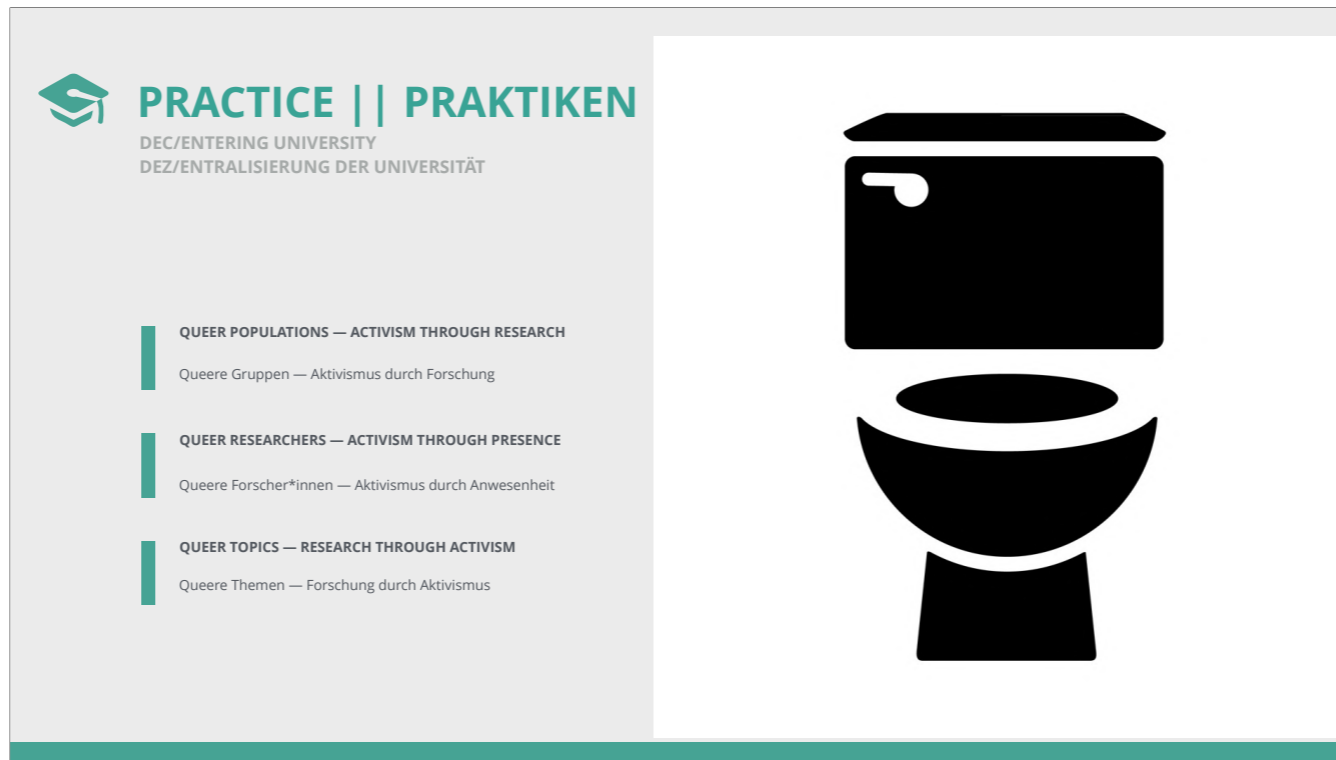 PRACTICE || PRAKTIKEN
DEC/ENTERING UNIVERSITY
DEZ/ENTRALISIERUNG DER UNIVERSITÄT
QUEER POPULATIONS — ACTIVISM THROUGH RESEARCH
Queere Gruppen — Aktivismus durch Forschung
QUEER RESEARCHERS — ACTIVISM THROUGH PRESENCE
Queere Forscher*innen — Aktivismus durch Anwesenheit
QUEER TOPICS — RESEARCH THROUGH ACTIVISM
Queere Themen — Forschung durch Aktivismus